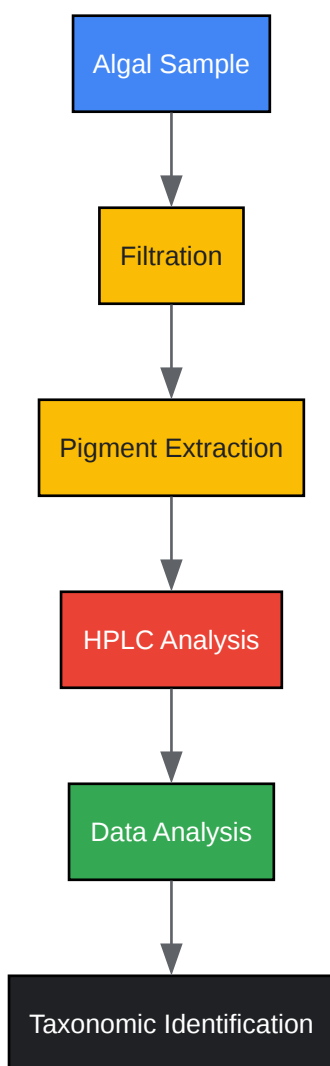 Algal Sample
Filtration
Pigment Extraction
HPLC Analysis
Data Analysis
Taxonomic Identification